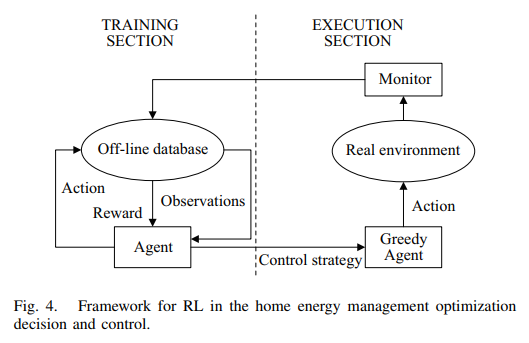 TRAINING
SECTION
EXECUTION
SECTION
Monitor
Off-line database
Real environment
Action
Reward
Observations
Action
Agent
Control strategy
Greedy
Agent
Fig. 4. Framework for RL in the home energy management optimization
decision and control.